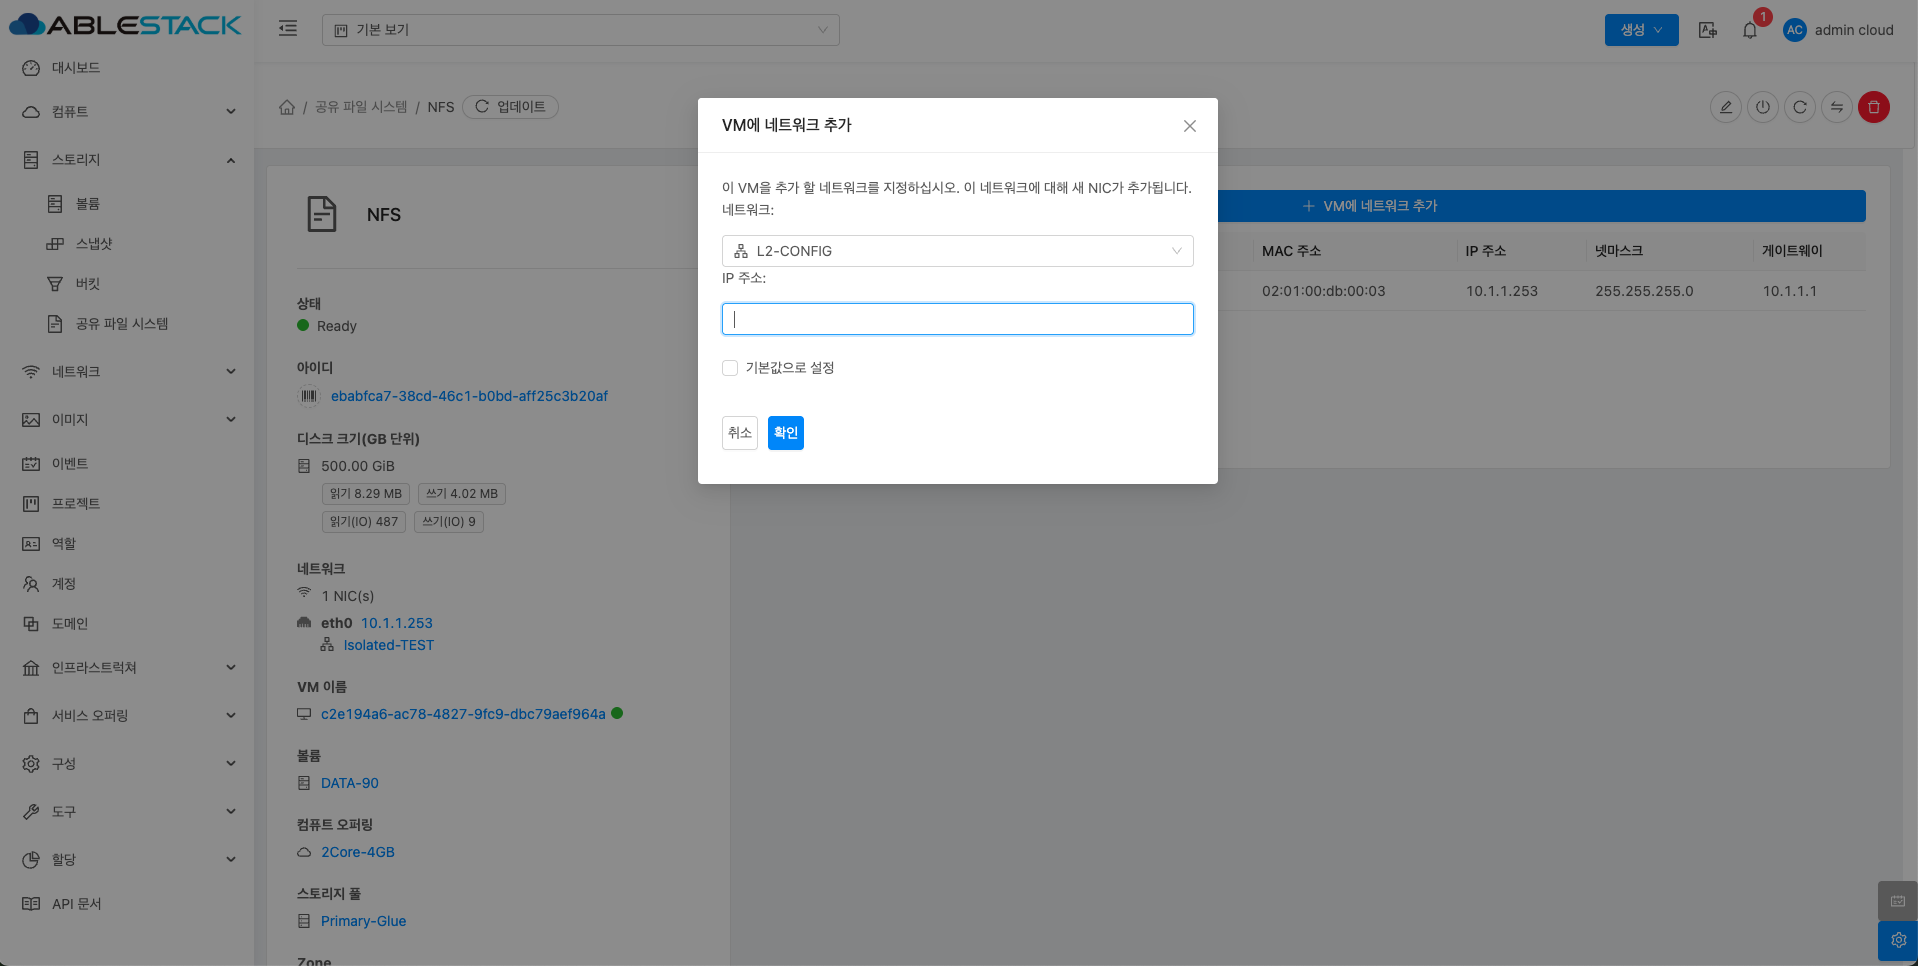 ABLESTACK
기본 보기
생성
1
AC
admin cloud
대시보드
컴퓨트
스토리지
볼륨
스냅샷
버킷
공유 파일 시스템
네트워크
이미지
이벤트
프로젝트
역할
계정
도메인
인프라스트럭쳐
서비스 오퍼링
구성
도구
할당
API 문서
/ 공유 파일 시스템 / NFS 업데이트
NFS
상태
Ready
아이디
ebabfca7-38cd-46c1-b0bd-aff25c3b20af
디스크 크기(GB 단위)
500.00 GiB
읽기 8.29 MB 쓰기 4.02 MB
읽기(IO) 487 쓰기(IO) 9
네트워크
1 NIC(s)
eth0 10.1.1.253
Isolated-TEST
VM 이름
c2e194a6-ac78-4827-9fc9-dbc79aef964a
볼륨
DATA-90
컴퓨트 오퍼링
2Core-4GB
스토리지 풀
Primary-Glue
Zone
VM에 네트워크 추가
이 VM을 추가 할 네트워크를 지정하십시오. 이 네트워크에 대해 새 NIC가 추가됩니다.
네트워크:
L2-CONFIG
IP 주소:
기본값으로 설정
취소 확인
+ VM에 네트워크 추가
MAC 주소 IP 주소 넷마스크 게이트웨이
02:01:00:db:00:03 10.1.1.253 255.255.255.0 10.1.1.1